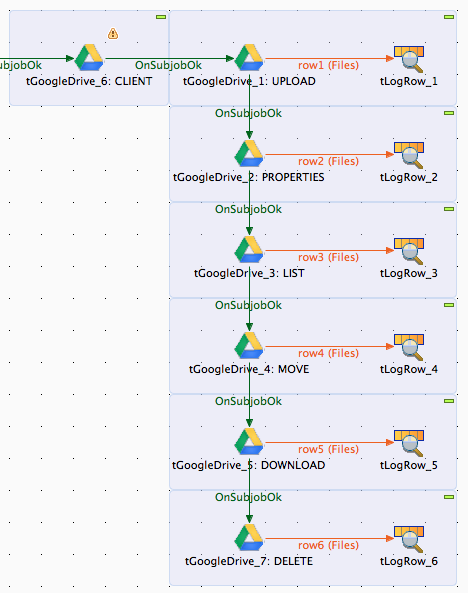 ubjobOk
OnSubjobOk
row1 (Files)
tGoogleDrive_6: CLIENT
tGoogleDrive_1: UPLOAD
tLogRow_1
OnSubjobOk
row2 (Files)
tGoogleDrive_2: PROPERTIES
tLogRow_2
OnSubjobOk
row3 (Files)
tGoogleDrive_3: LIST
tLogRow_3
OnSubjobOk
row4 (Files)
tGoogleDrive_4: MOVE
tLogRow_4
OnSubjobOk
row5 (Files)
tGoogleDrive_5: DOWNLOAD
tLogRow_5
OnSubjobOk
row6 (Files)
tGoogleDrive_7: DELETE
tLogRow_6